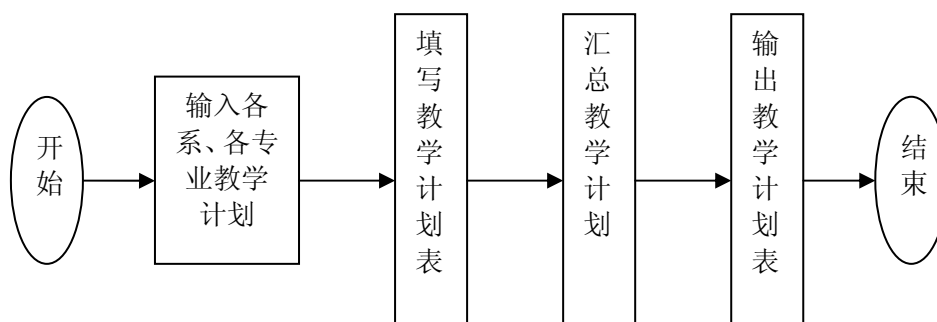 开
始
输入各
系、各专
业教学
计划
填
写
教
学
计
划
表
汇
总
教
学
计
划
输
出
教
学
计
划
表
结
束